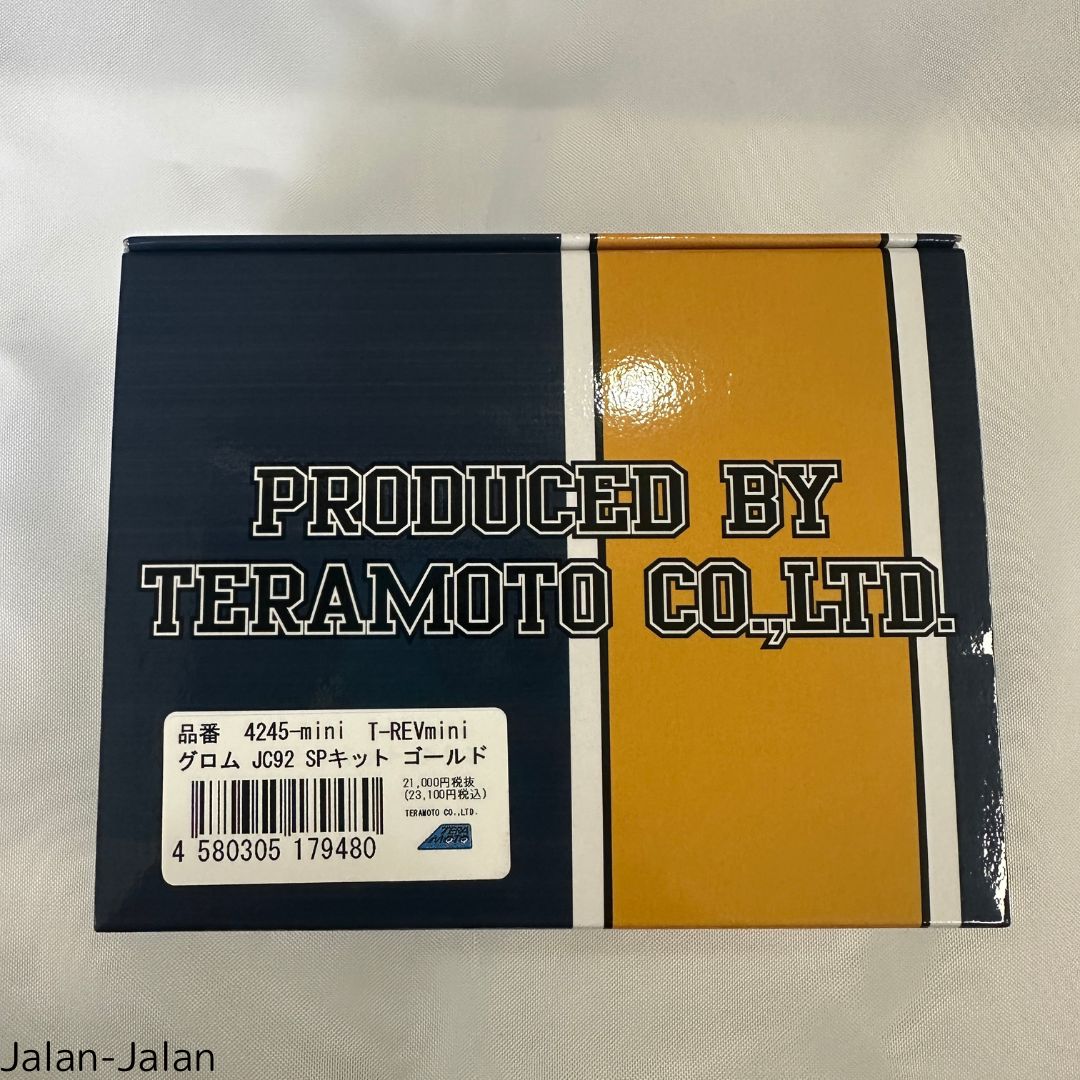 PRODUCED BY
TERAMOTO CO.,LTD.
品番 4245-mini T-REVmini
グロム JC92 SPキット ゴールド
21,000円税抜
(23,100円税込)
TERAMOTO CO.,LTD.
TERA
MOTO
4 580305 179480
Jalan-Jalan